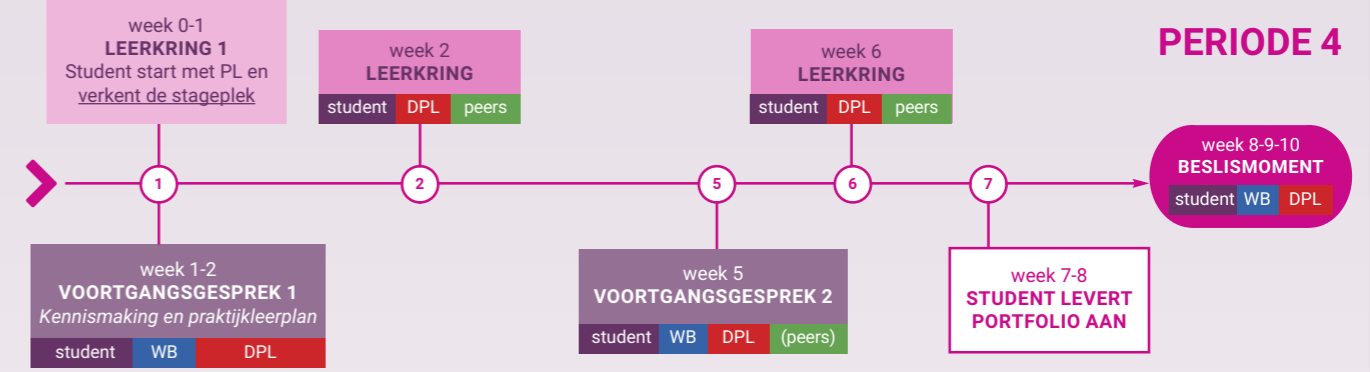 week 0-1
LEERKRING 1
Student start met PL en
verkent de stageplek
week 2
LEERKRING
student DPL peers
week 6
LEERKRING
student DPL peers
PERIODE 4
1
2
5
6
7
week 8-9-10
BESLISMOMENT
student WB DPL
week 1-2
VOORTGANGSGESPREK 1
Kennismaking en praktijkleerplan
student WB DPL
week 5
VOORTGANGSGESPREK 2
student WB DPL (peers)
week 7-8
STUDENT LEVERT
PORTFOLIO AAN